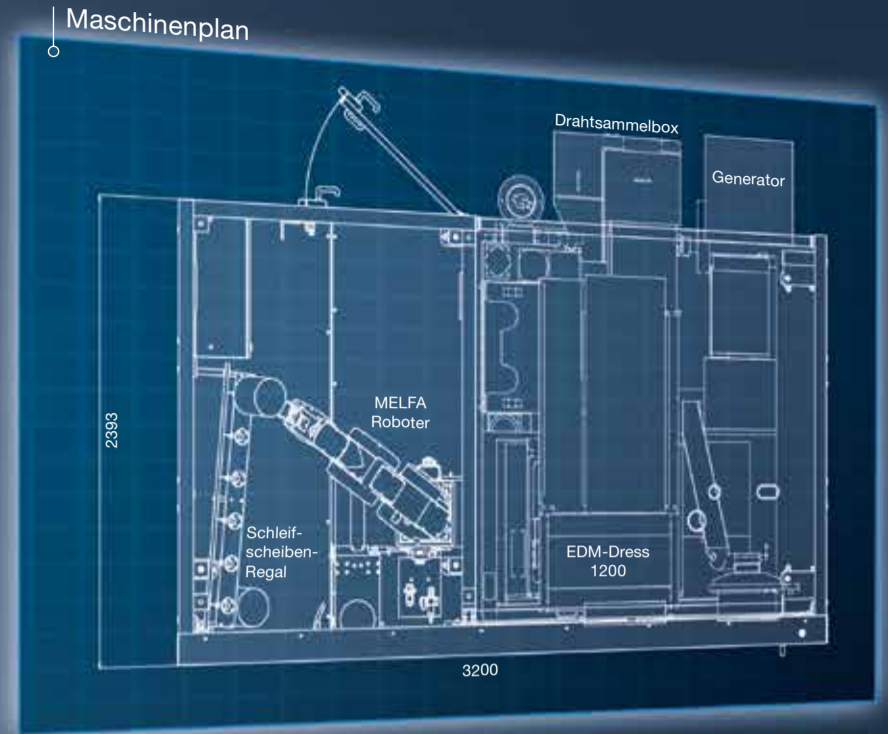 Maschinenplan
Drahtsammelbox
Generator
MELFA
Roboter
2393
Schleif-
scheiben-
Regal
EDM-Dress
1200
3200